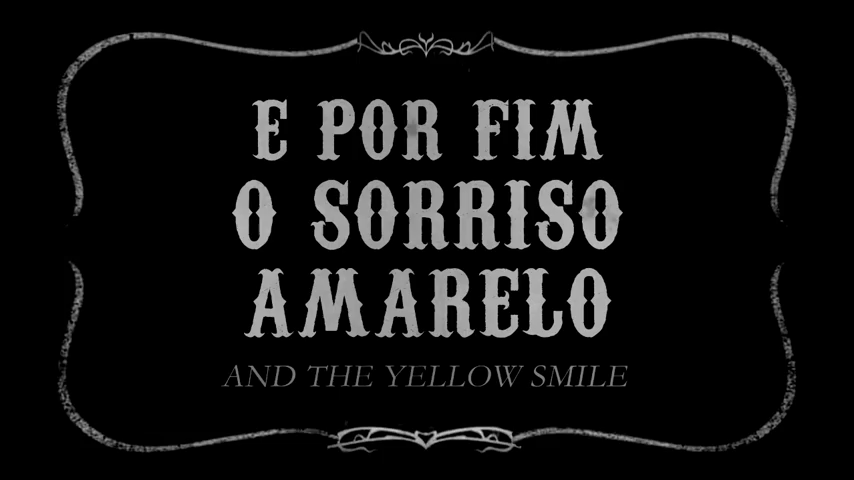 E POR FIM
O SORRISO
AMARELO
AND THE YELLOW SMILE